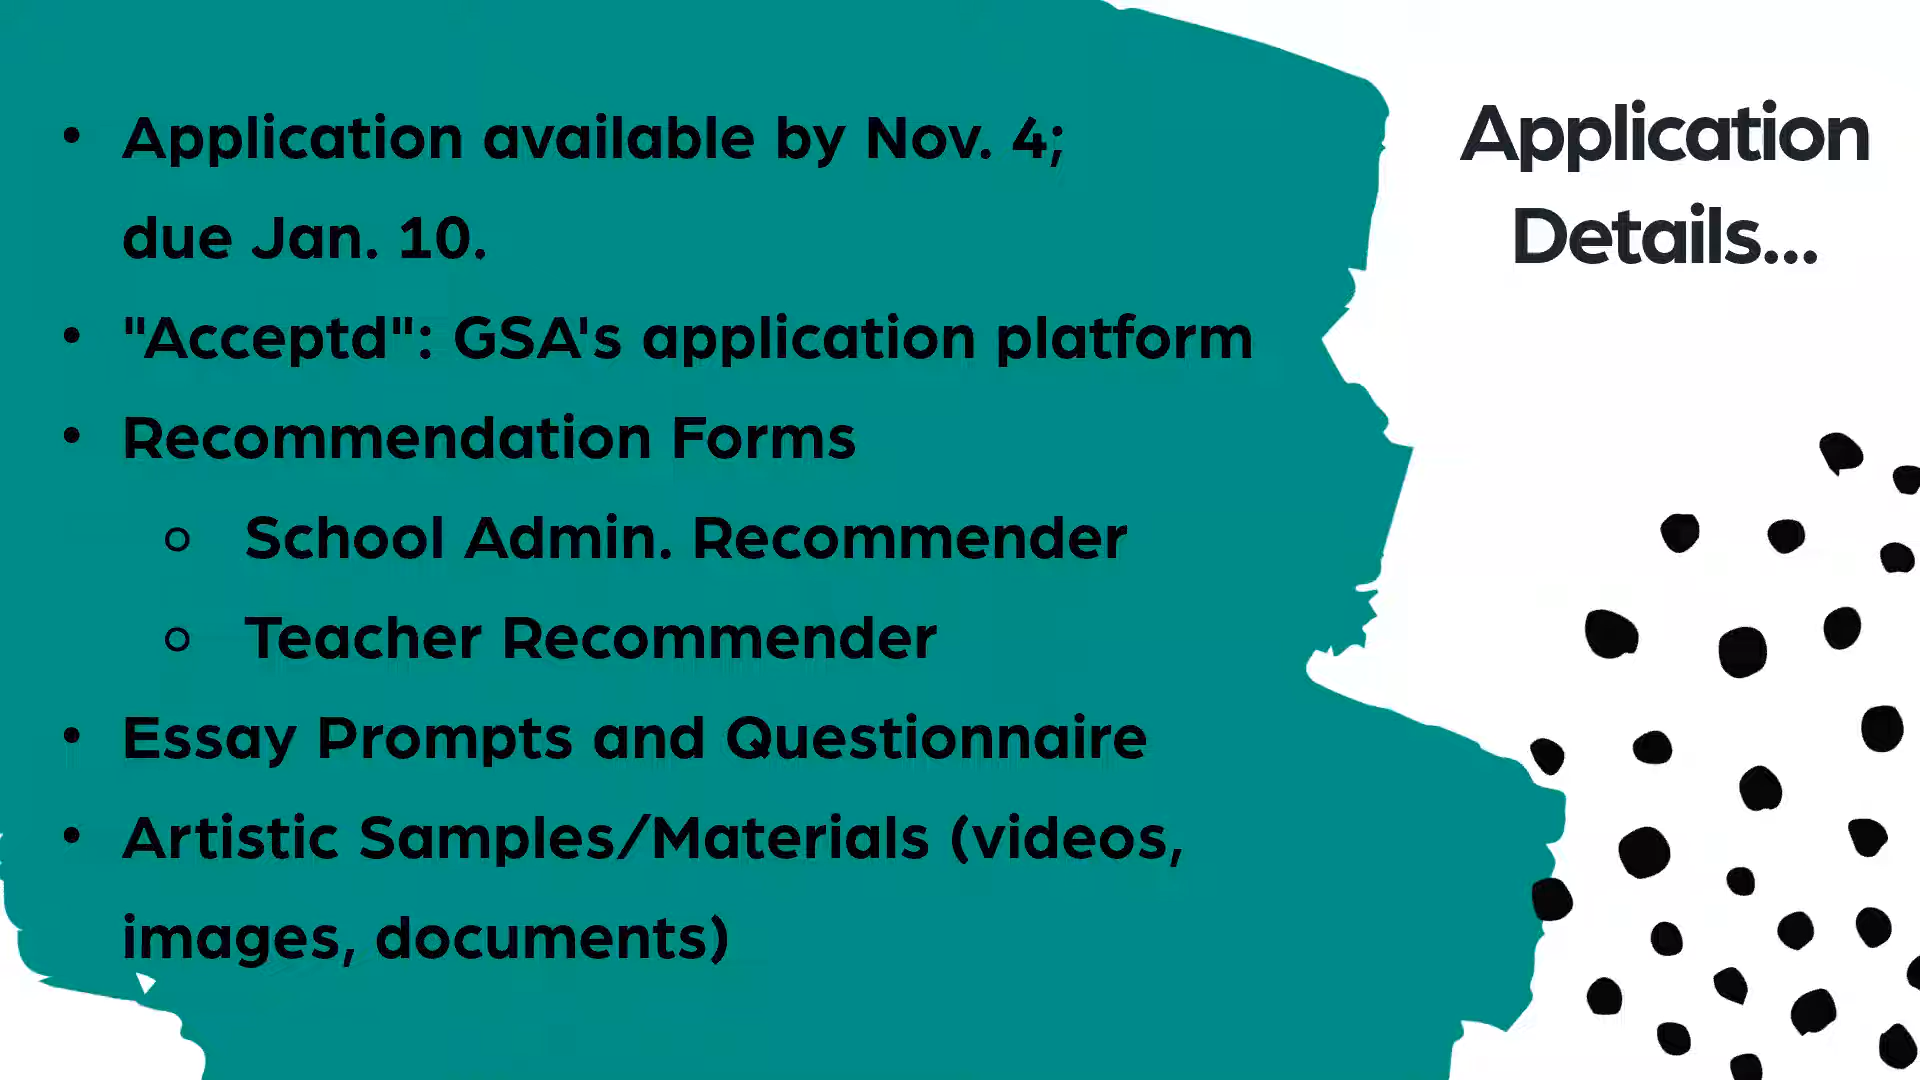 Application
Details...
• Application available by Nov. 4;
due Jan. 10.
• "Acceptd": GSA's application platform
• Recommendation Forms
○ School Admin. Recommender
○ Teacher Recommender
• Essay Prompts and Questionnaire
• Artistic Samples/Materials (videos,
images, documents)